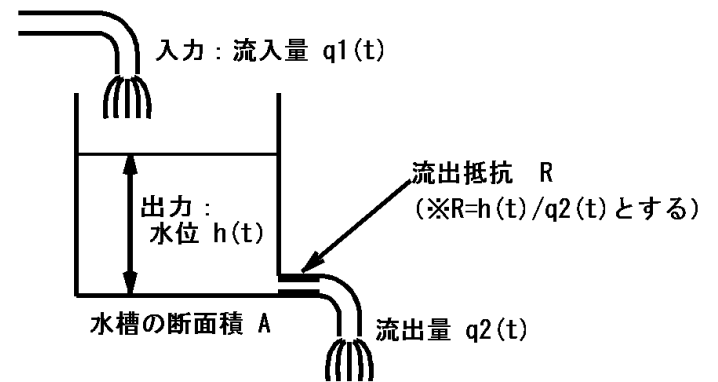 入力：流入量 q1(t)
出力：
水位 h(t)
流出抵抗 R
（※R=h(t)/q2(t)とする）
水槽の断面積 A
流出量 q2(t)